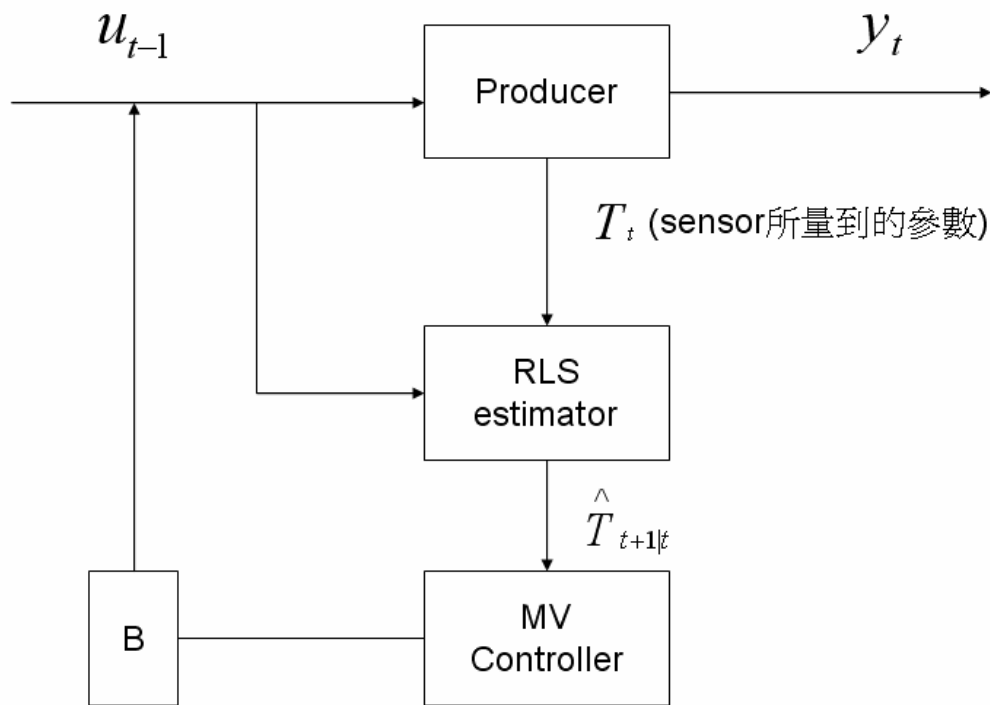 u_{t-1}
y_t
Producer
T_t (sensor所量到的參數)
RLS
estimator
\hat{T}_{t+1|t}
B
MV
Controller